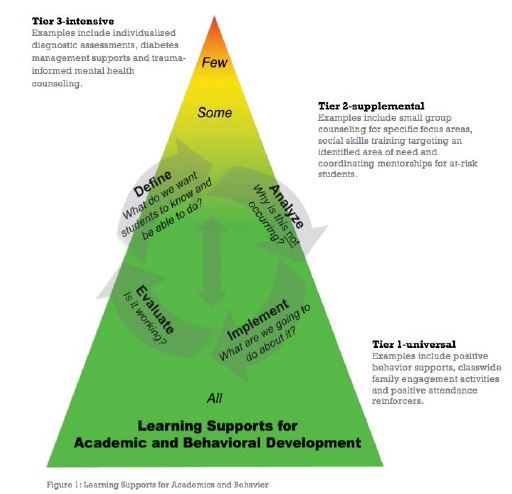 Tier 3-intensive
Examples include individualized
diagnostic assessments, diabetes
management supports and trauma-
informed mental health
counseling.
Few
Some
Tier 2-supplemental
Examples include small group
counseling for specific focus areas,
social skills training targeting an
identified area of need and
coordinating mentorships for at-risk
students.
Define
What do we want
students to know and
be able to do?
Analyze
Why is this not
occurring?
Evaluate
Is it working?
Implement
What are we going to
do about it?
Tier 1-universal
Examples include positive
behavior supports, classwide
family engagement activities
and positive attendance
reinforcers.
All
Learning Supports for
Academic and Behavioral Development
Figure 1: Learning Supports for Academics and Behavior